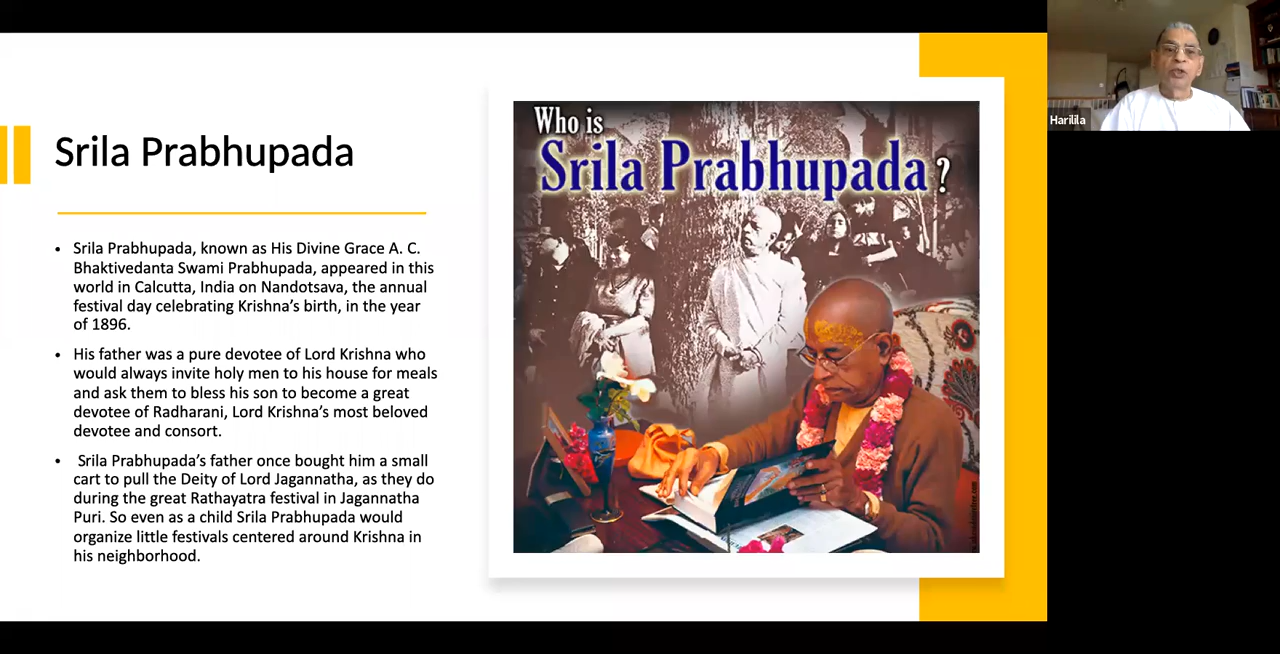 Srila Prabhupada
• Srila Prabhupada, known as His Divine Grace A. C.
Bhaktivedanta Swami Prabhupada, appeared in this
world in Calcutta, India on Nandotsava, the annual
festival day celebrating Krishna’s birth, in the year
of 1896.
• His father was a pure devotee of Lord Krishna who
would always invite holy men to his house for meals
and ask them to bless his son to become a great
devotee of Radharani, Lord Krishna’s most beloved
devotee and consort.
• Srila Prabhupada’s father once bought him a small
cart to pull the Deity of Lord Jagannatha, as they do
during the great Rathayatra festival in Jagannatha
Puri. So even as a child Srila Prabhupada would
organize little festivals centered around Krishna in
his neighborhood.
Who is
Srila Prabhupada?
Harilila